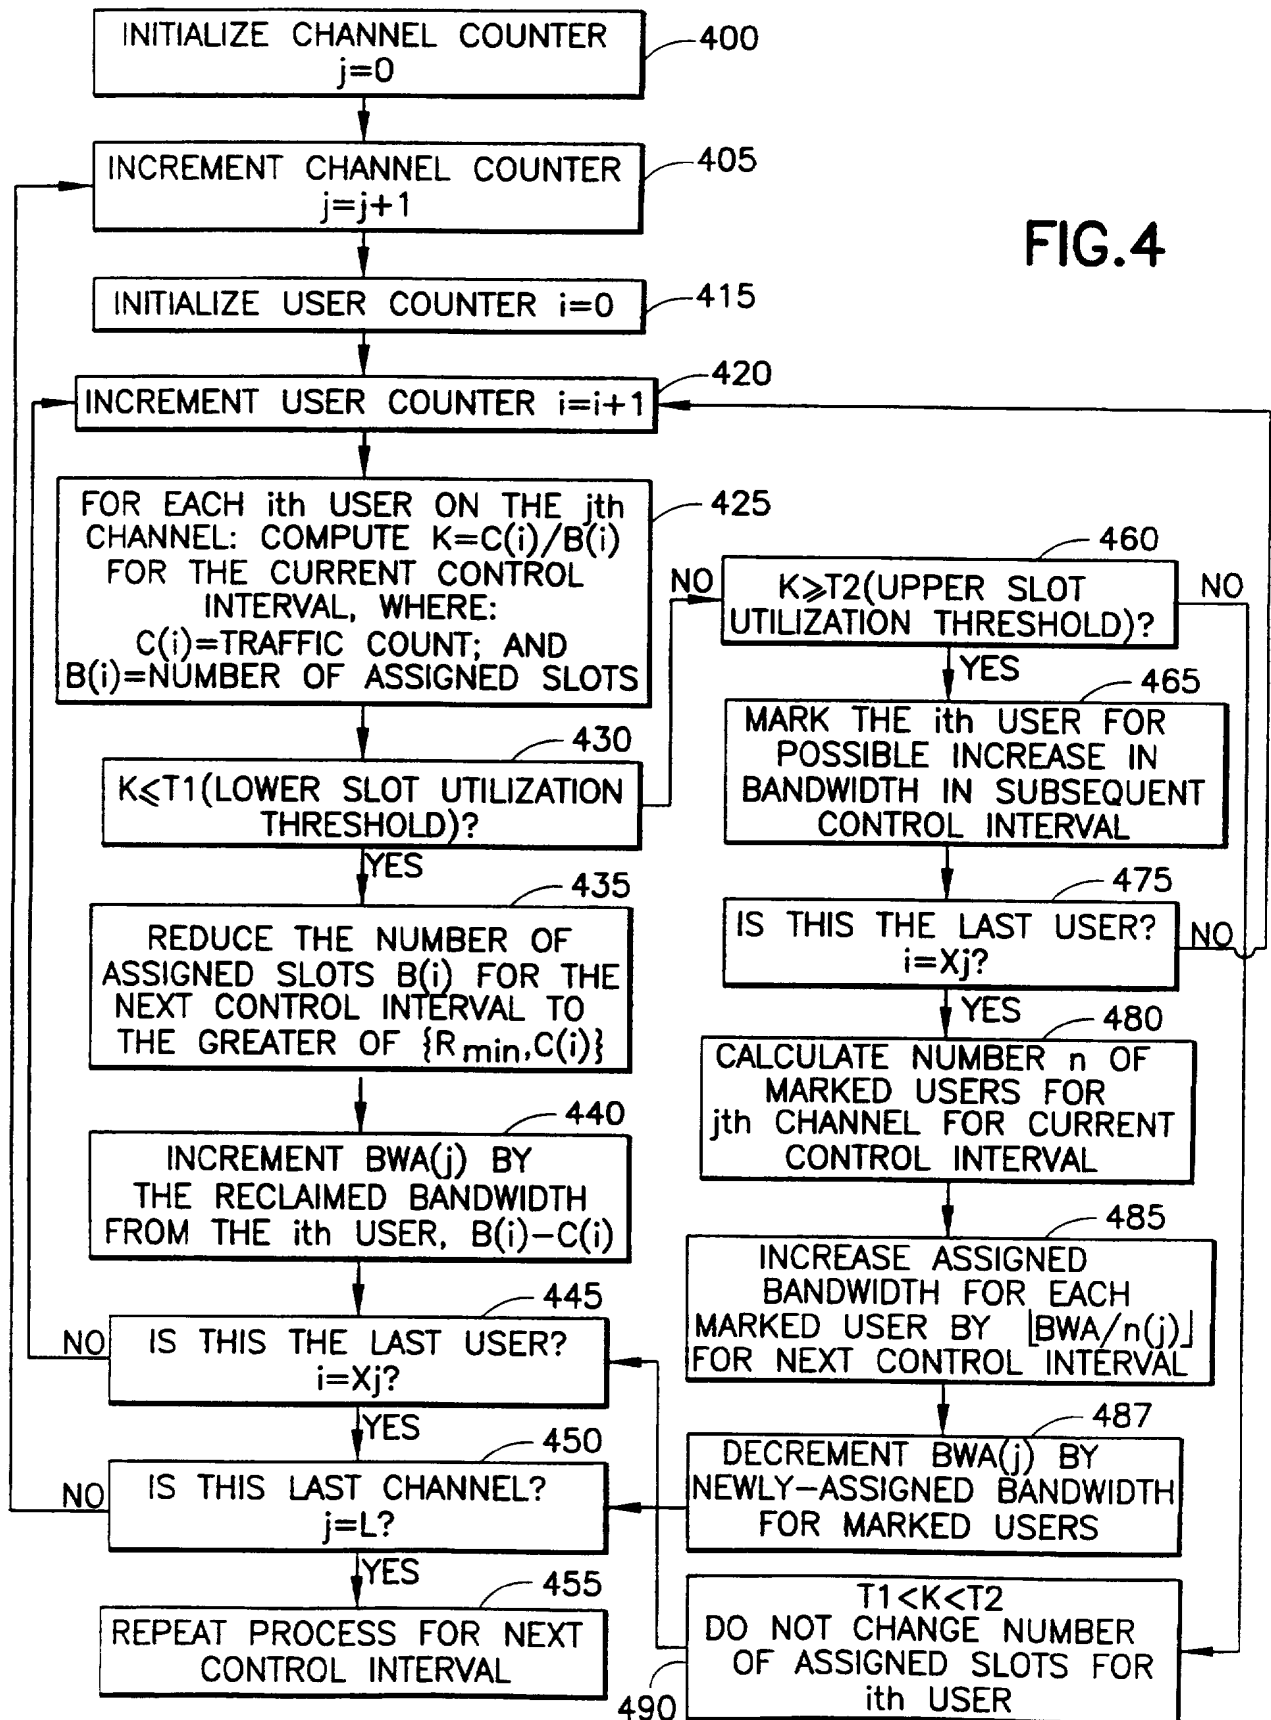 INITIALIZE CHANNEL COUNTER
j=0
400
INCREMENT CHANNEL COUNTER
j=j+1
405
FIG.4
INITIALIZE USER COUNTER i=0
415
INCREMENT USER COUNTER i=i+1
420
FOR EACH ith USER ON THE jth
CHANNEL: COMPUTE K=C(i)/B(i)
FOR THE CURRENT CONTROL
INTERVAL, WHERE:
C(i)=TRAFFIC COUNT; AND
B(i)=NUMBER OF ASSIGNED SLOTS
425
K⩽T1(LOWER SLOT UTILIZATION
THRESHOLD)?
430
NO
YES
REDUCE THE NUMBER OF
ASSIGNED SLOTS B(i) FOR THE
NEXT CONTROL INTERVAL TO
THE GREATER OF {Rmin,C(i)}
435
INCREMENT BWA(j) BY
THE RECLAIMED BANDWIDTH
FROM THE ith USER, B(i)−C(i)
440
IS THIS THE LAST USER?
i=Xj?
445
NO
YES
IS THIS LAST CHANNEL?
j=L?
450
NO
YES
REPEAT PROCESS FOR NEXT
CONTROL INTERVAL
455
K⩾T2(UPPER SLOT
UTILIZATION THRESHOLD)?
460
NO
YES
MARK THE ith USER FOR
POSSIBLE INCREASE IN
BANDWIDTH IN SUBSEQUENT
CONTROL INTERVAL
465
IS THIS THE LAST USER?
i=Xj?
475
NO
YES
CALCULATE NUMBER n OF
MARKED USERS FOR
jth CHANNEL FOR CURRENT
CONTROL INTERVAL
480
INCREASE ASSIGNED
BANDWIDTH FOR EACH
MARKED USER BY ⌊BWA/n(j)⌋
FOR NEXT CONTROL INTERVAL
485
DECREMENT BWA(j) BY
NEWLY-ASSIGNED BANDWIDTH
FOR MARKED USERS
487
T1<K<T2
DO NOT CHANGE NUMBER
OF ASSIGNED SLOTS FOR
ith USER
490